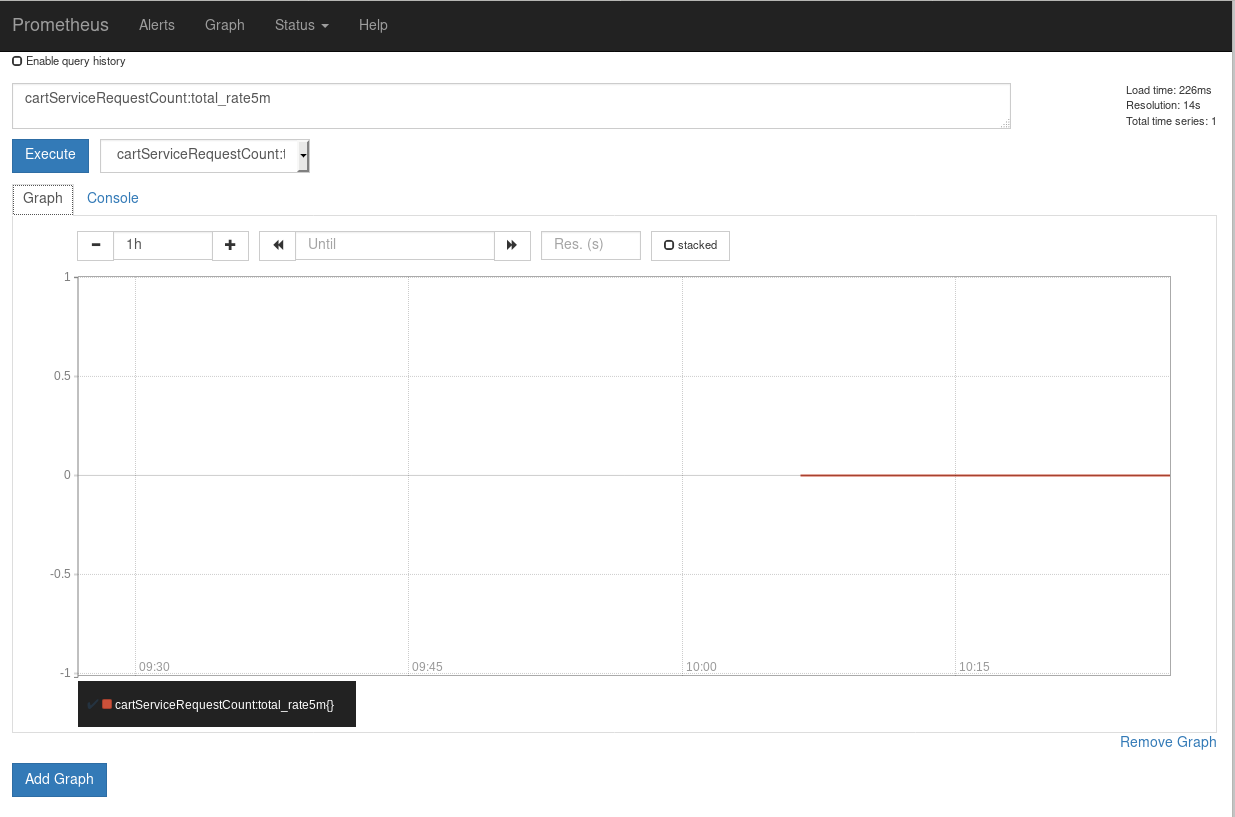 Prometheus Alerts Graph Status Help
Enable query history
cartServiceRequestCount:total_rate5m
Load time: 226ms
Resolution: 14s
Total time series: 1
Execute cartServiceRequestCount:t
Graph Console
1h Until Res. (s) stacked
1
0.5
0
-0.5
-1
09:30 09:45 10:00 10:15
cartServiceRequestCount:total_rate5m{}
Remove Graph
Add Graph